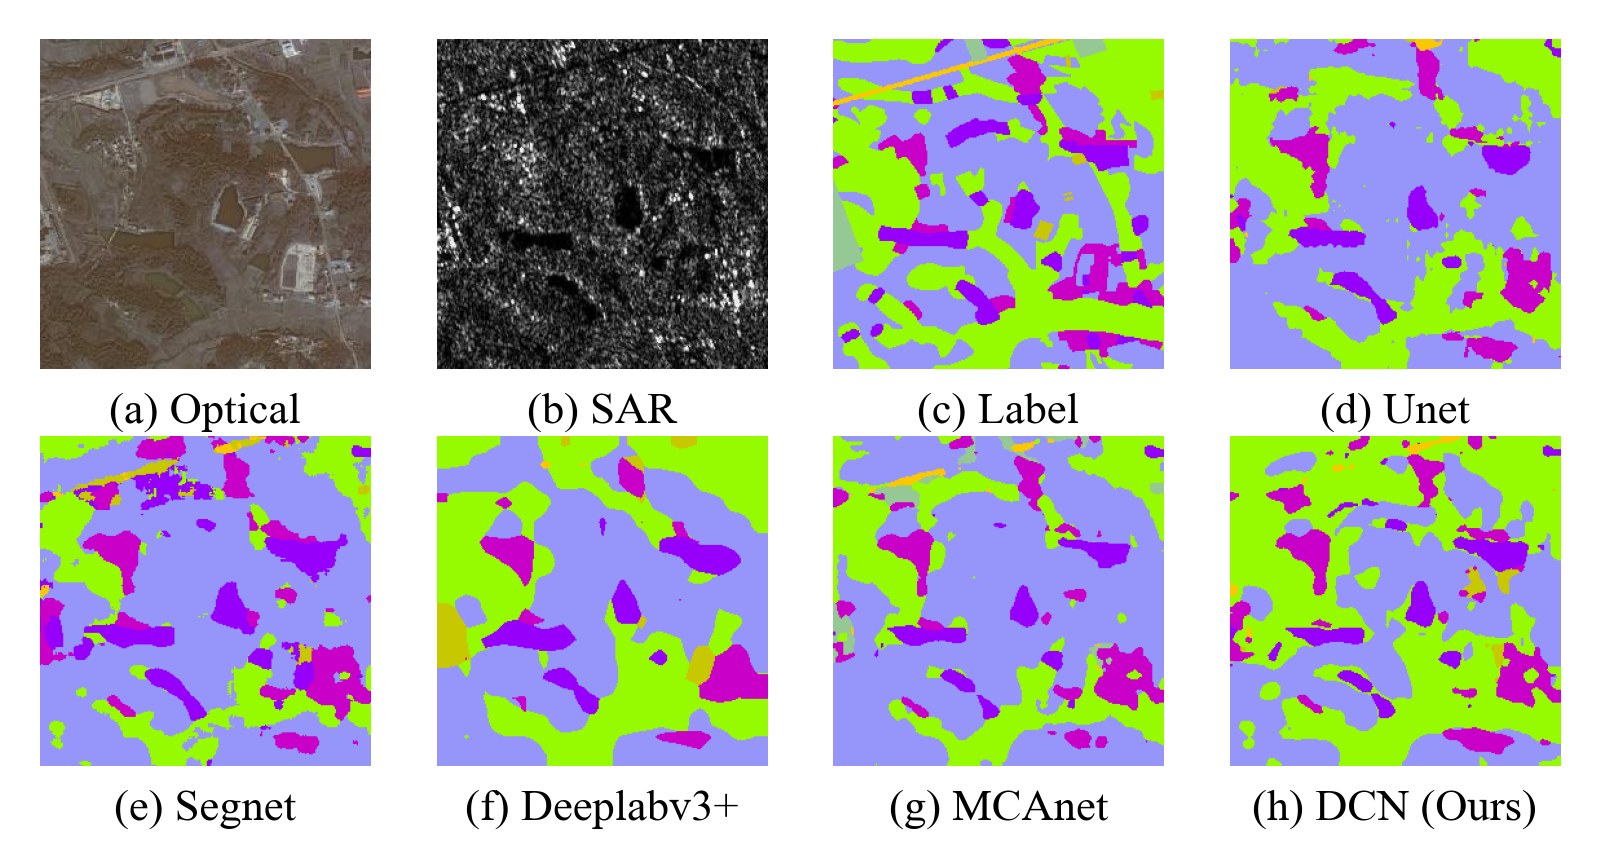 (a) Optical
(b) SAR
(c) Label
(d) Unet
(e) Segnet
(f) Deeplabv3+
(g) MCAnet
(h) DCN (Ours)